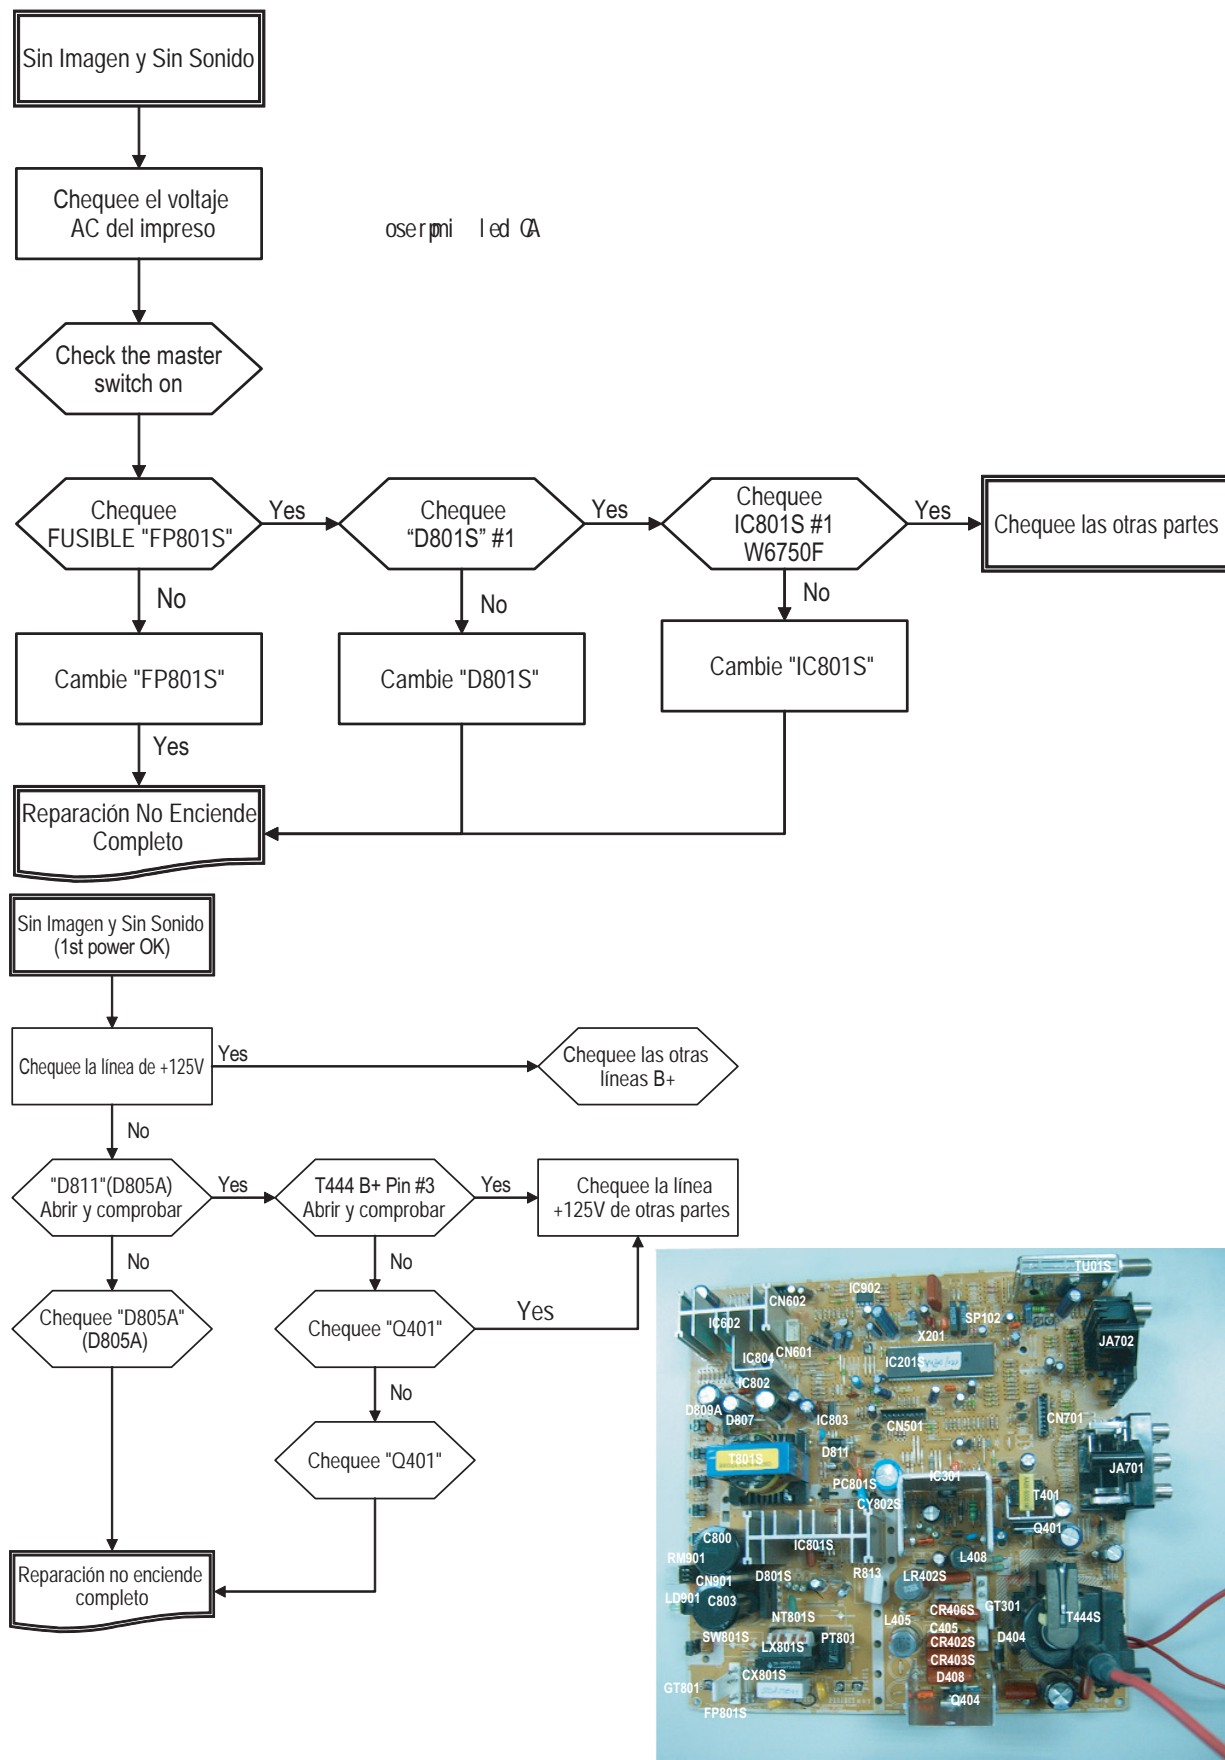 Sin Imagen y Sin Sonido
Chequee el voltaje
AC del impreso
Check the master
switch on
Chequee
FUSIBLE "FP801S"
Yes
Chequee
“D801S” #1
Yes
Chequee
IC801S #1
W6750F
Yes
Chequee las otras partes
No
No
No
Cambie "FP801S"
Cambie "D801S"
Cambie "IC801S"
Yes
Reparación No Enciende
Completo
Sin Imagen y Sin Sonido
(1st power OK)
Chequee la línea de +125V
Yes
Chequee las otras
líneas B+
No
"D811"(D805A)
Abrir y comprobar
Yes
T444 B+ Pin #3
Abrir y comprobar
Yes
Chequee la línea
+125V de otras partes
No
No
Chequee "D805A"
(D805A)
Chequee "Q401"
Yes
No
Chequee "Q401"
Reparación no enciende
completo
TU01S
CN602
IC902
IC602
SP102
X201
JA702
CN601
IC804
IC201S
IC802
D809A
D807
IC803
CN501
CN701
D811
T801S
PC801S
IC301
JA701
T401
CY802S
Q401
C800
IC801S
L408
RM901
CN901
D801S
R813
LR402S
LD901
C803
NT801S
CR406S
GT301
T444S
L405
C405
SW801S
LX801S
PT801
CR402S
D404
CR403S
CX801S
D408
GT801
Q404
FP801S